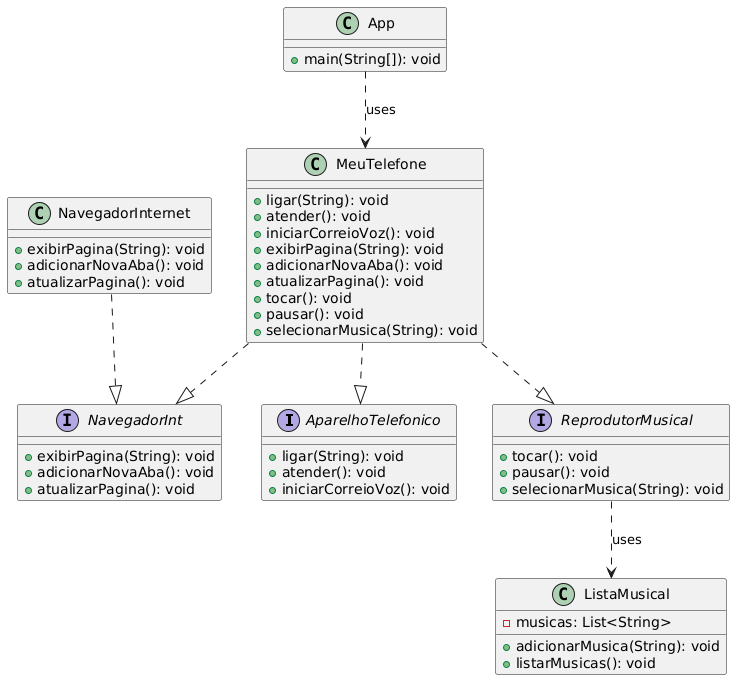 C App
main(String[]): void
uses
C MeuTelefone
ligar(String): void
atender(): void
iniciarCorreioVoz(): void
exibirPagina(String): void
adicionarNovaAba(): void
atualizarPagina(): void
tocar(): void
pausar(): void
selecionarMusica(String): void
C NavegadorInternet
exibirPagina(String): void
adicionarNovaAba(): void
atualizarPagina(): void
I NavegadorInt
exibirPagina(String): void
adicionarNovaAba(): void
atualizarPagina(): void
I AparelhoTelefonico
ligar(String): void
atender(): void
iniciarCorreioVoz(): void
I ReprodutorMusical
tocar(): void
pausar(): void
selecionarMusica(String): void
uses
C ListaMusical
musicas: List<String>
adicionarMusica(String): void
listarMusicas(): void